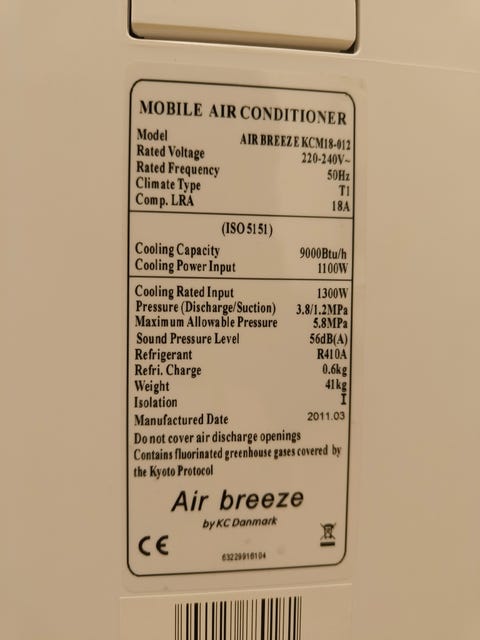 MOBILE AIR CONDITIONER
Model AIR BREEZE KCM18-012
Rated Voltage 220-240V~
Rated Frequency 50Hz
Climate Type T1
Comp. LRA 18A
(ISO 5151)
Cooling Capacity 9000Btu/h
Cooling Power Input 1100W
Cooling Rated Input 1300W
Pressure (Discharge/Suction) 3.8/1.2MPa
Maximum Allowable Pressure 5.8MPa
Sound Pressure Level 56dB(A)
Refrigerant R410A
Refri. Charge 0.6kg
Weight 41kg
Isolation I
Manufactured Date 2011.03
Do not cover air discharge openings
Contains fluorinated greenhouse gases covered by
the Kyoto Protocol
Air breeze
by KC Danmark
CE
63229916104